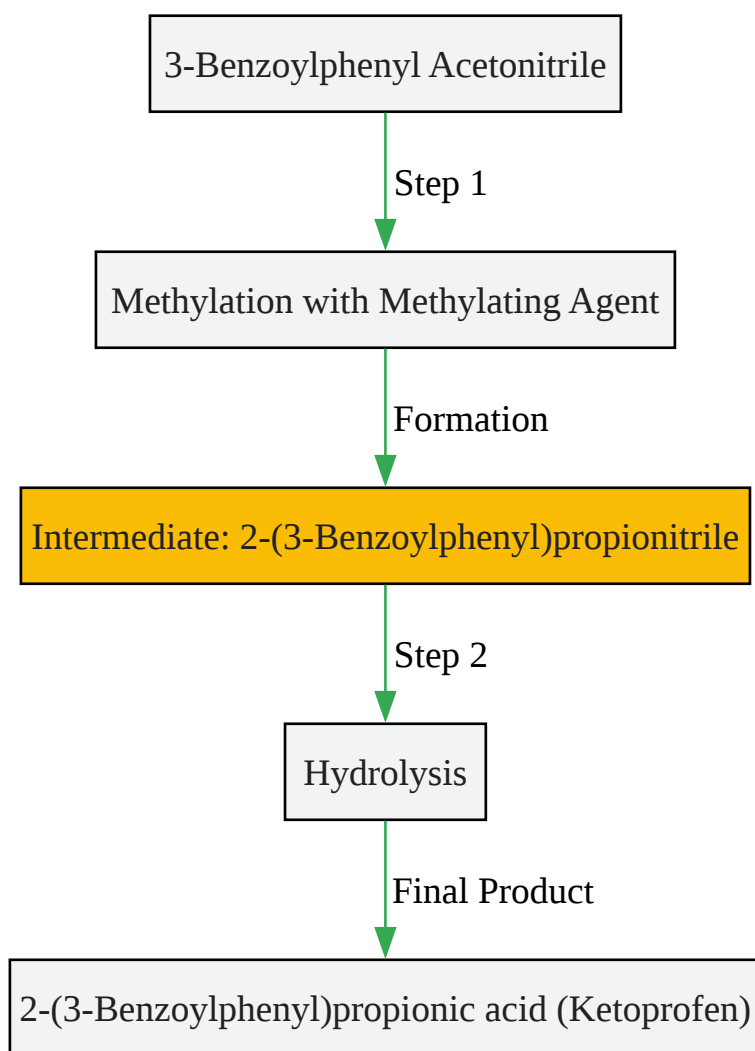 3-Benzoylphenyl Acetonitrile
Step 1
Methylation with Methylating Agent
Formation
Intermediate: 2-(3-Benzoylphenyl)propionitrile
Step 2
Hydrolysis
Final Product
2-(3-Benzoylphenyl)propionic acid (Ketoprofen)